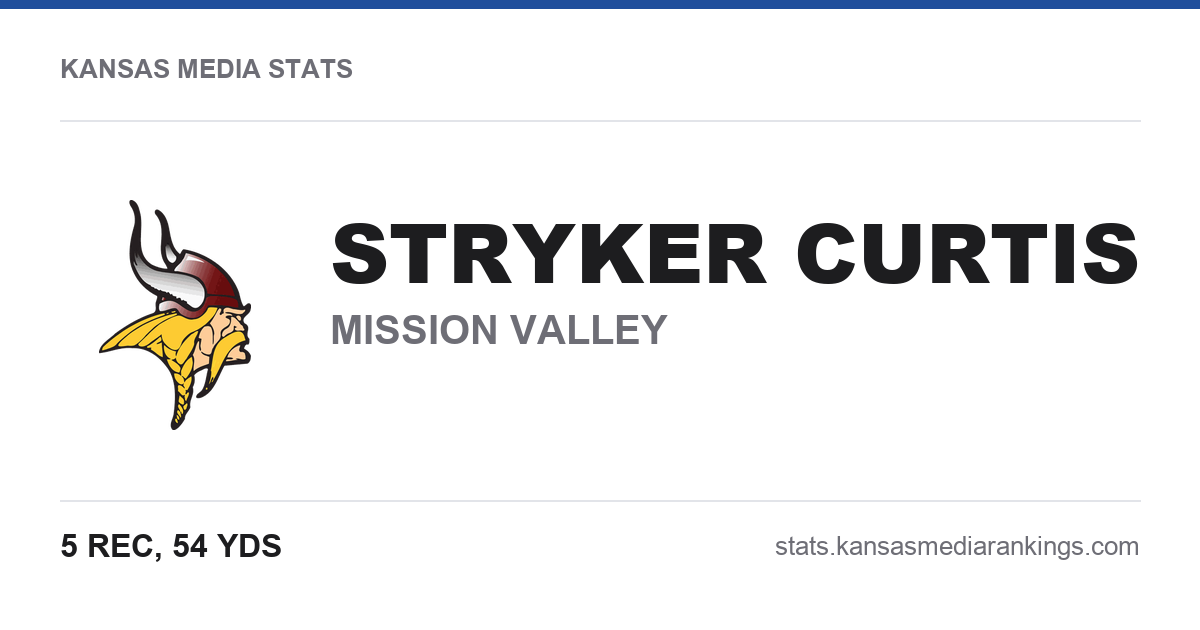 KANSAS MEDIA STATS
STRYKER CURTIS
MISSION VALLEY
5 REC, 54 YDS
stats.kansasmediarankings.com